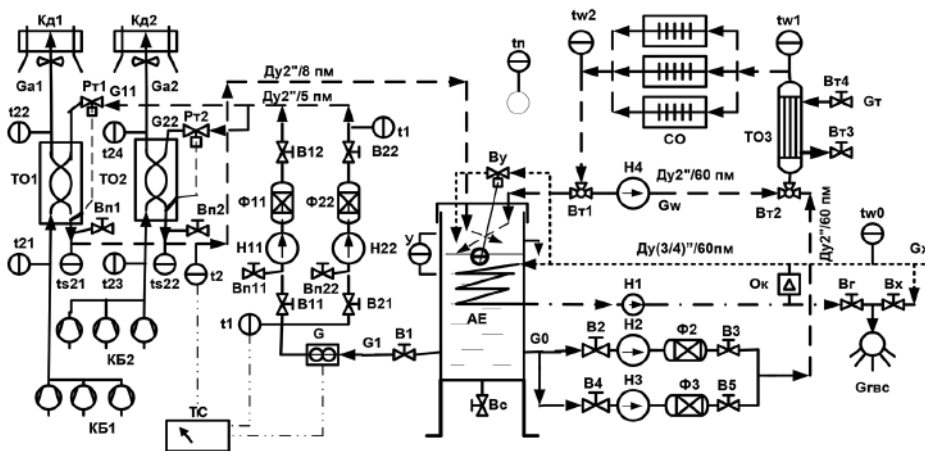 Кд1 Кд2 tw2 tw1
tп
Ga1 Рт1 G11 Ga2 Ду2"/8 пм
Ду2"/5 пм
Вт4
Gт
t22 G22 Рт2 t1
t24 В12 В22 Ву СО ТО3 Вт3
ТО1 ТО2 Н4 Ду2"/60 пм
Вп1 Вп2 Ф11 Ф22 Вт1 Gw Вт2
Ду2"/60 пм
tw0
t21 Н11 Н22 У Ду(3/4)"/60пм Gх
ts21 t23 ts22 t2 Вп11 Вп22 Ок
В11 В21 АЕ Н1 Вг Вх
t1 G G1 В1 G0 В2 Н2 Ф2 В3
КБ2
В4 Н3 Ф3 В5 Gгвс
КБ1 ТС Вс